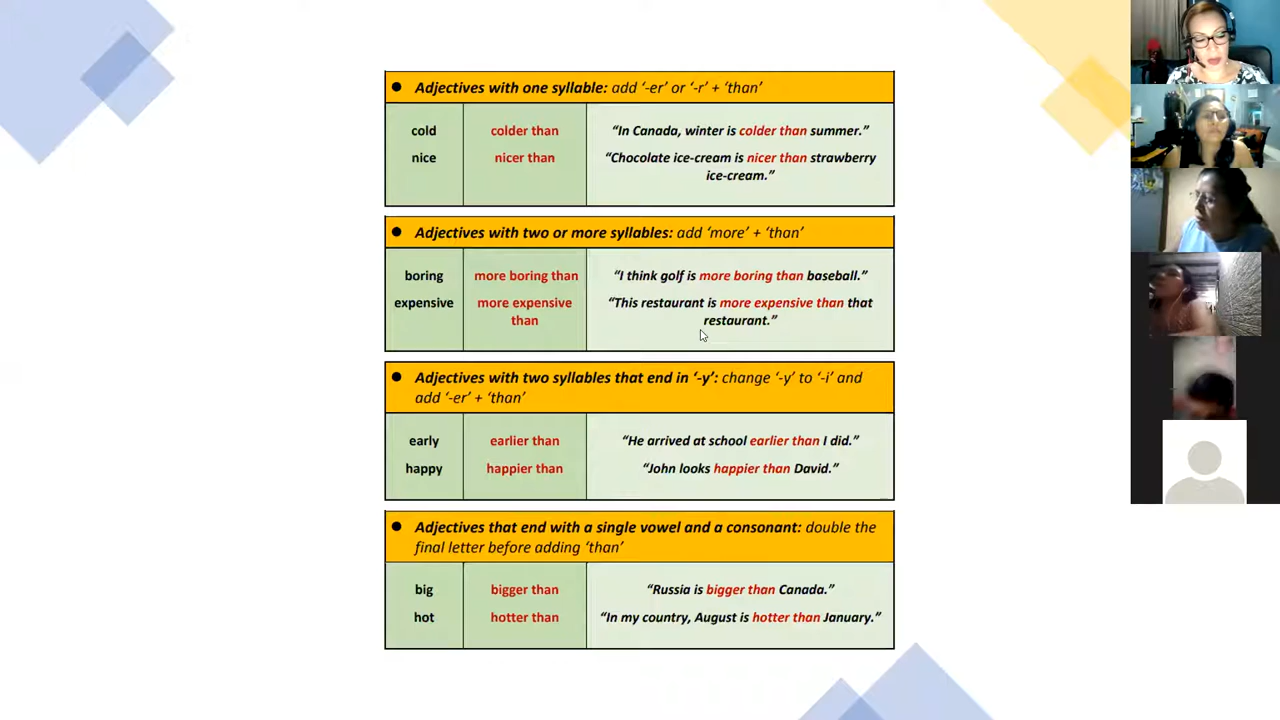 ● Adjectives with one syllable: add ‘-er’ or ‘-r’ + ‘than’
cold colder than “In Canada, winter is colder than summer.”
nice nicer than “Chocolate ice-cream is nicer than strawberry
ice-cream.”
● Adjectives with two or more syllables: add ‘more’ + ‘than’
boring more boring than “I think golf is more boring than baseball.”
expensive more expensive “This restaurant is more expensive than that
than restaurant.”
● Adjectives with two syllables that end in ‘-y’: change ‘-y’ to ‘-i’ and
add ‘-er’ + ‘than’
early earlier than “He arrived at school earlier than I did.”
happy happier than “John looks happier than David.”
● Adjectives that end with a single vowel and a consonant: double the
final letter before adding ‘than’
big bigger than “Russia is bigger than Canada.”
hot hotter than “In my country, August is hotter than January.”